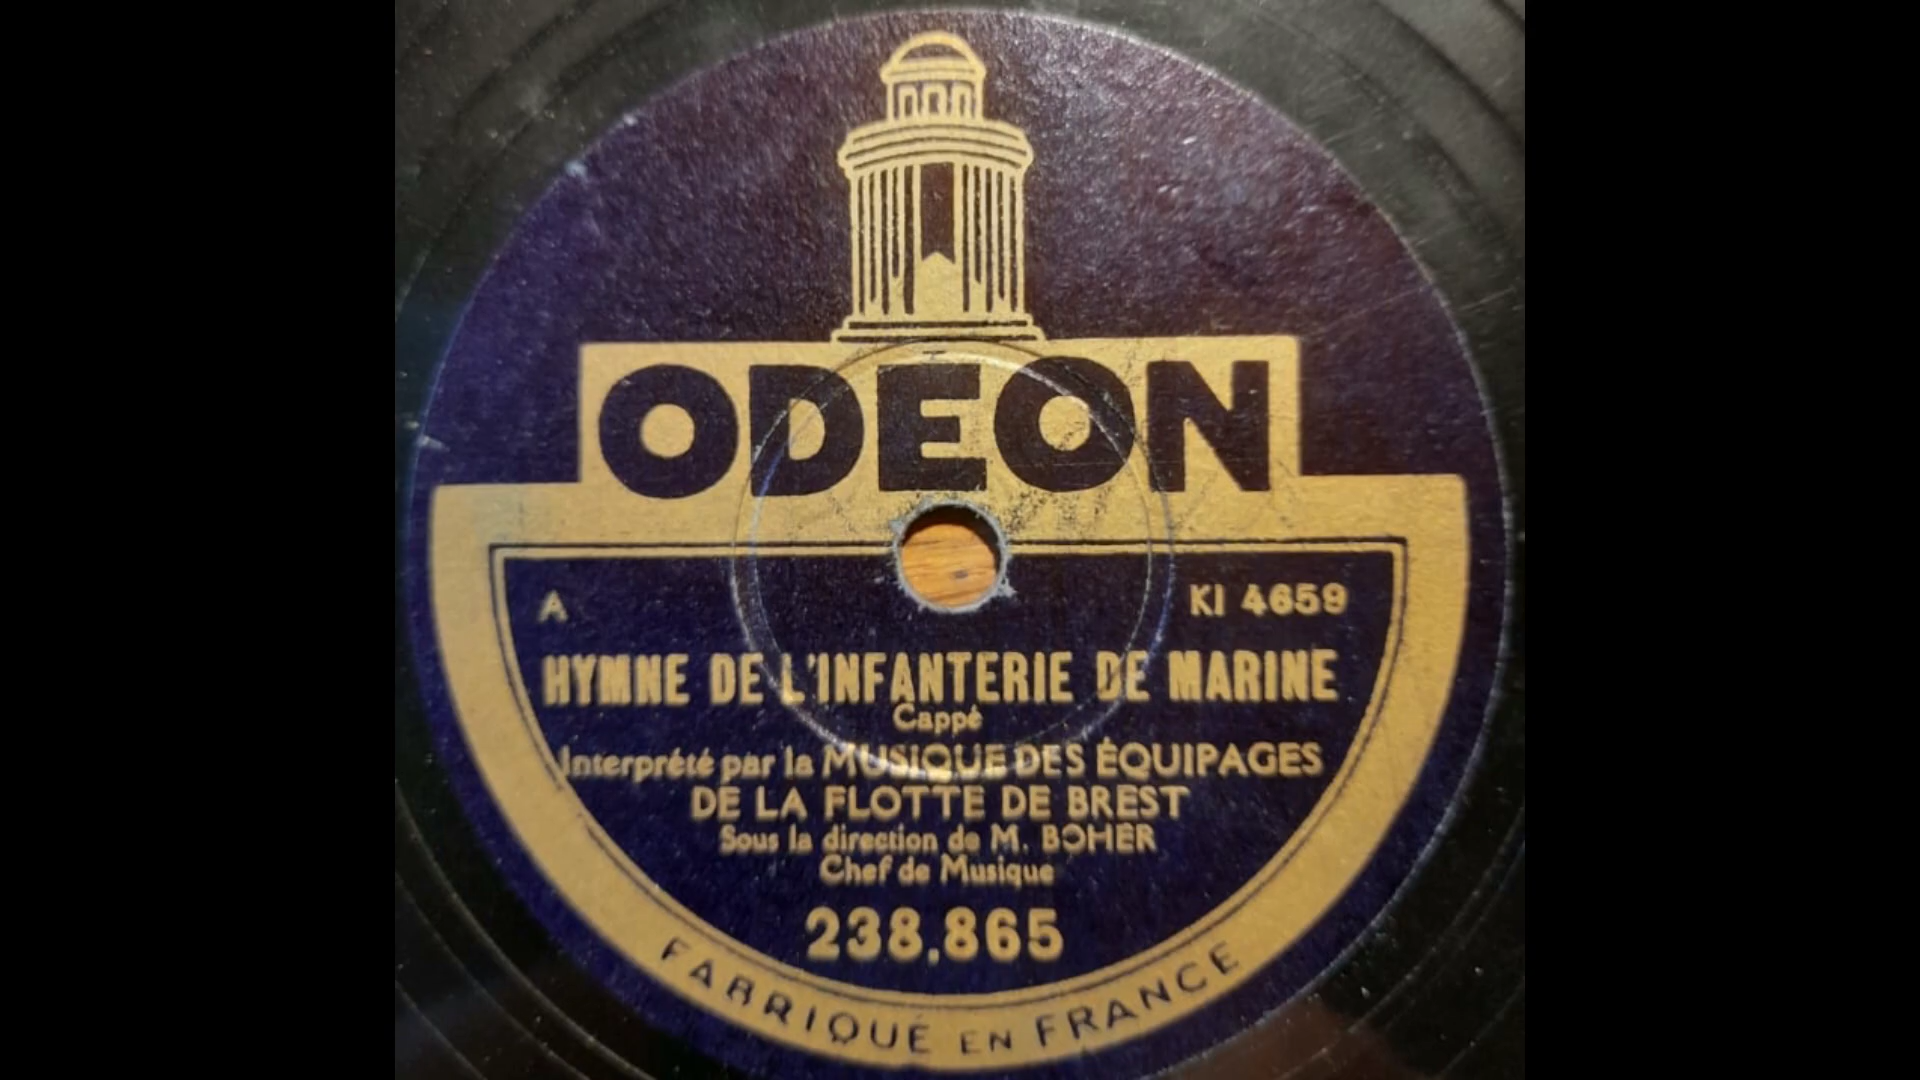 ODEON
A
KI 4659
HYMNE DE L'INFANTERIE DE MARINE
Cappé
Interprété par la MUSIQUE DES ÉQUIPAGES
DE LA FLOTTE DE BREST
Sous la direction de M. BOHER
Chef de Musique
238.865
FABRIQUÉ EN FRANCE